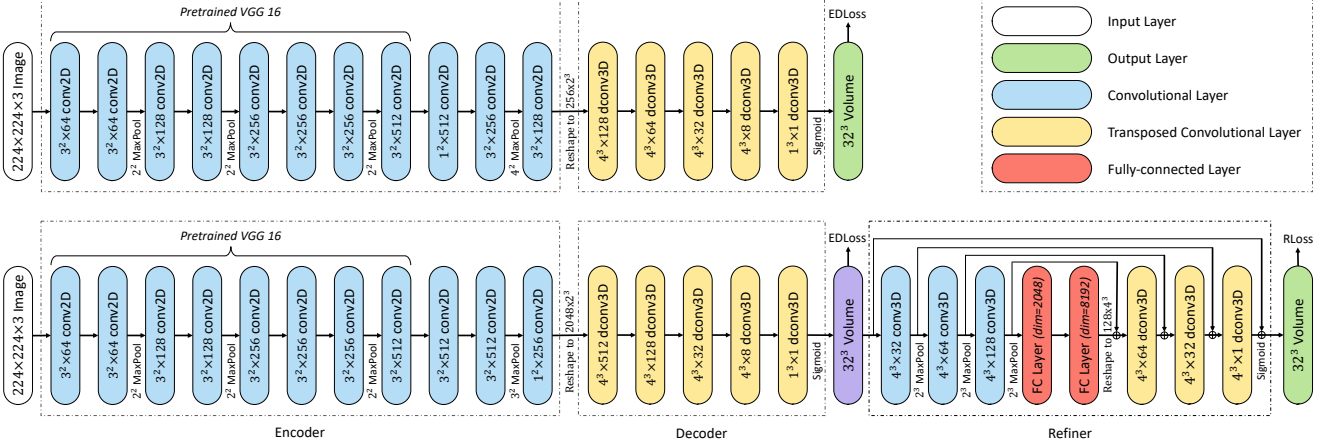 Pretrained VGG 16
EDLoss
224×224×3 Image
3²×64 conv2D
3²×64 conv2D
2² MaxPool
3²×128 conv2D
3²×128 conv2D
2² MaxPool
3²×256 conv2D
3²×256 conv2D
3²×256 conv2D
2² MaxPool
3²×512 conv2D
1²×512 conv2D
3²×256 conv2D
4² MaxPool
3²×128 conv2D
Reshape to 256x2³
4³×128 dconv3D
4³×64 dconv3D
4³×32 dconv3D
4³×8 dconv3D
1³×1 dconv3D
Sigmoid
32³ Volume
Input Layer
Output Layer
Convolutional Layer
Transposed Convolutional Layer
Fully-connected Layer
Pretrained VGG 16
EDLoss
RLoss
224×224×3 Image
3²×64 conv2D
3²×64 conv2D
2² MaxPool
3²×128 conv2D
3²×128 conv2D
2² MaxPool
3²×256 conv2D
3²×256 conv2D
3²×256 conv2D
2² MaxPool
3²×512 conv2D
3²×512 conv2D
3²×512 conv2D
3² MaxPool
1²×256 conv2D
Reshape to 2048x2³
4³×512 dconv3D
4³×128 dconv3D
4³×32 dconv3D
4³×8 dconv3D
1³×1 dconv3D
Sigmoid
32³ Volume
4³×32 conv3D
2³ MaxPool
4³×64 conv3D
2³ MaxPool
4³×128 conv3D
2³ MaxPool
FC Layer (dim=2048)
FC Layer (dim=8192)
Reshape to 128x4³
4³×64 dconv3D
4³×32 dconv3D
4³×1 dconv3D
Sigmoid
32³ Volume
Encoder
Decoder
Refiner